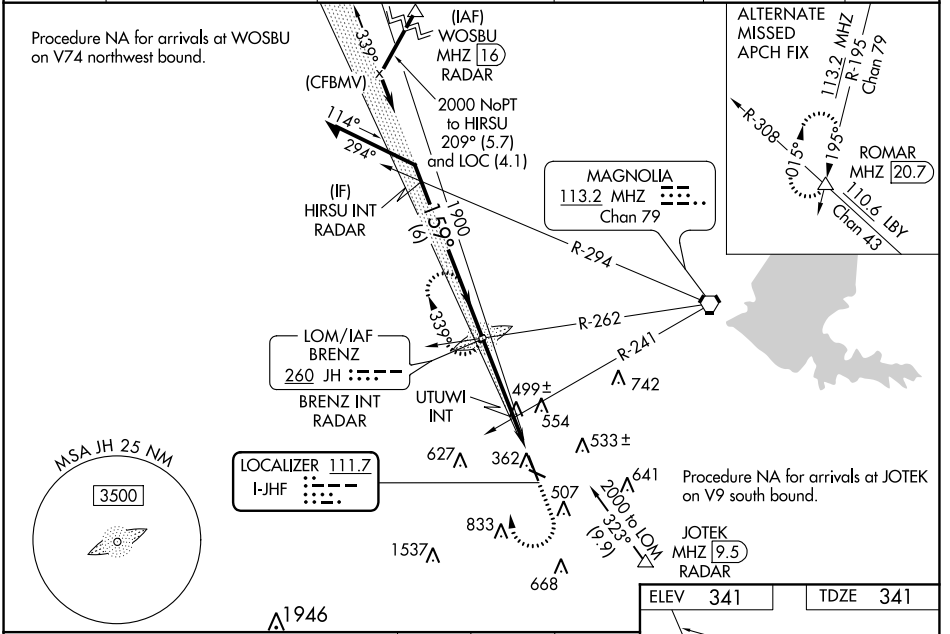 Procedure NA for arrivals at WOSBU
on V74 northwest bound.
(IAF)
WOSBU
MHZ 16
RADAR
339°
(CFBMV)
2000 NoPT
to HIRSU
209° (5.7)
and LOC (4.1)
114°
294°
(IF)
HIRSU INT
RADAR
159°
(6)
1900
ALTERNATE
MISSED
APCH FIX
113.2 MHZ
R-195
Chan 79
R-308
015°
195°
ROMAR
MHZ 20.7
110.6 LBY
Chan 43
MAGNOLIA
113.2 MHZ
Chan 79
R-294
R-262
R-241
339°
LOM/IAF
BRENZ
260 JH
BRENZ INT
RADAR
UTUWI
INT
499±
554
742
533±
627
362
641
507
833
1537
668
1946
LOCALIZER 111.7
I-JHF
MSA JH 25 NM
3500
Procedure NA for arrivals at JOTEK
on V9 south bound.
2000 to LOM
323°
(9.9)
JOTEK
MHZ 9.5
RADAR
ELEV 341
TDZE 341